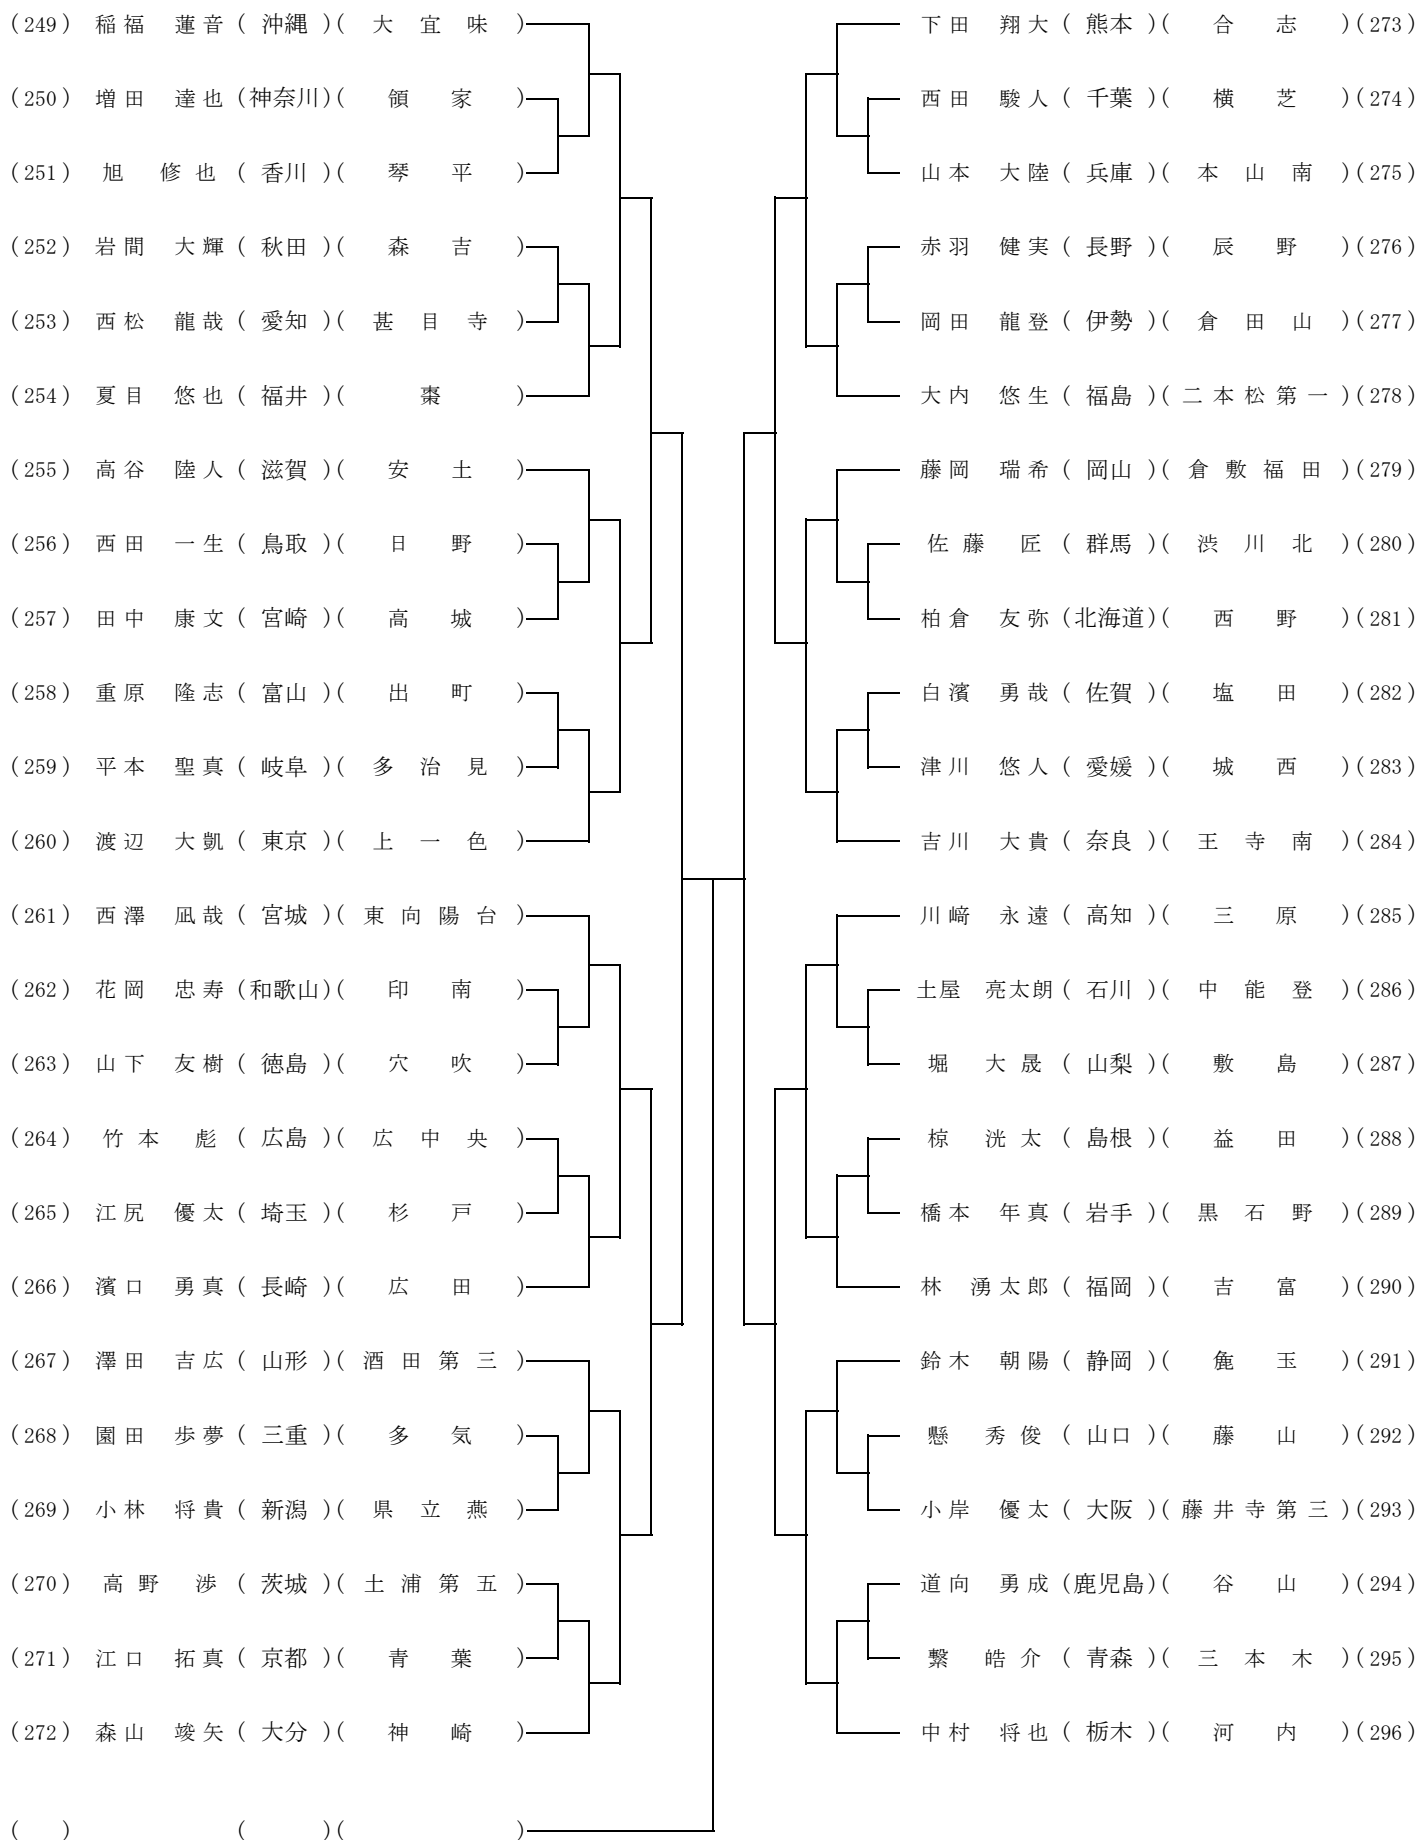 (249) 稲福 蓮音 ( 沖縄 )( 大宜味 )
(250) 増田 達也 (神奈川)( 領家 )
(251) 旭 修也 ( 香川 )( 琴平 )
(252) 岩間 大輝 ( 秋田 )( 森吉 )
(253) 西松 龍哉 ( 愛知 )( 甚目寺 )
(254) 夏目 悠也 ( 福井 )( 棗 )
(255) 高谷 陸人 ( 滋賀 )( 安土 )
(256) 西田 一生 ( 鳥取 )( 日野 )
(257) 田中 康文 ( 宮崎 )( 高城 )
(258) 重原 隆志 ( 富山 )( 出町 )
(259) 平本 聖真 ( 岐阜 )( 多治見 )
(260) 渡辺 大凱 ( 東京 )( 上一色 )
(261) 西澤 凪哉 ( 宮城 )( 東向陽台 )
(262) 花岡 忠寿 (和歌山)( 印南 )
(263) 山下 友樹 ( 徳島 )( 穴吹 )
(264) 竹本 彪 ( 広島 )( 広中央 )
(265) 江尻 優太 ( 埼玉 )( 杉戸 )
(266) 濱口 勇真 ( 長崎 )( 広田 )
(267) 澤田 吉広 ( 山形 )( 酒田第三 )
(268) 園田 歩夢 ( 三重 )( 多気 )
(269) 小林 将貴 ( 新潟 )( 県立燕 )
(270) 高野 渉 ( 茨城 )( 土浦第五 )
(271) 江口 拓真 ( 京都 )( 青葉 )
(272) 森山 竣矢 ( 大分 )( 神崎 )
( ) ( )( )
下田 翔大 ( 熊本 )( 合志 )(273)
西田 駿人 ( 千葉 )( 横芝 )(274)
山本 大陸 ( 兵庫 )( 本山南 )(275)
赤羽 健実 ( 長野 )( 辰野 )(276)
岡田 龍登 ( 伊勢 )( 倉田山 )(277)
大内 悠生 ( 福島 )( 二本松第一 )(278)
藤岡 瑞希 ( 岡山 )( 倉敷福田 )(279)
佐藤 匠 ( 群馬 )( 渋川北 )(280)
柏倉 友弥 (北海道)( 西野 )(281)
白濱 勇哉 ( 佐賀 )( 塩田 )(282)
津川 悠人 ( 愛媛 )( 城西 )(283)
吉川 大貴 ( 奈良 )( 王寺南 )(284)
川﨑 永遠 ( 高知 )( 三原 )(285)
土屋 亮太朗 ( 石川 )( 中能登 )(286)
堀 大晟 ( 山梨 )( 敷島 )(287)
椋 洸太 ( 島根 )( 益田 )(288)
橋本 年真 ( 岩手 )( 黒石野 )(289)
林 湧太郎 ( 福岡 )( 吉富 )(290)
鈴木 朝陽 ( 静岡 )( 麁玉 )(291)
懸 秀俊 ( 山口 )( 藤山 )(292)
小岸 優太 ( 大阪 )( 藤井寺第三 )(293)
道向 勇成 (鹿児島)( 谷山 )(294)
繋 皓介 ( 青森 )( 三本木 )(295)
中村 将也 ( 栃木 )( 河内 )(296)